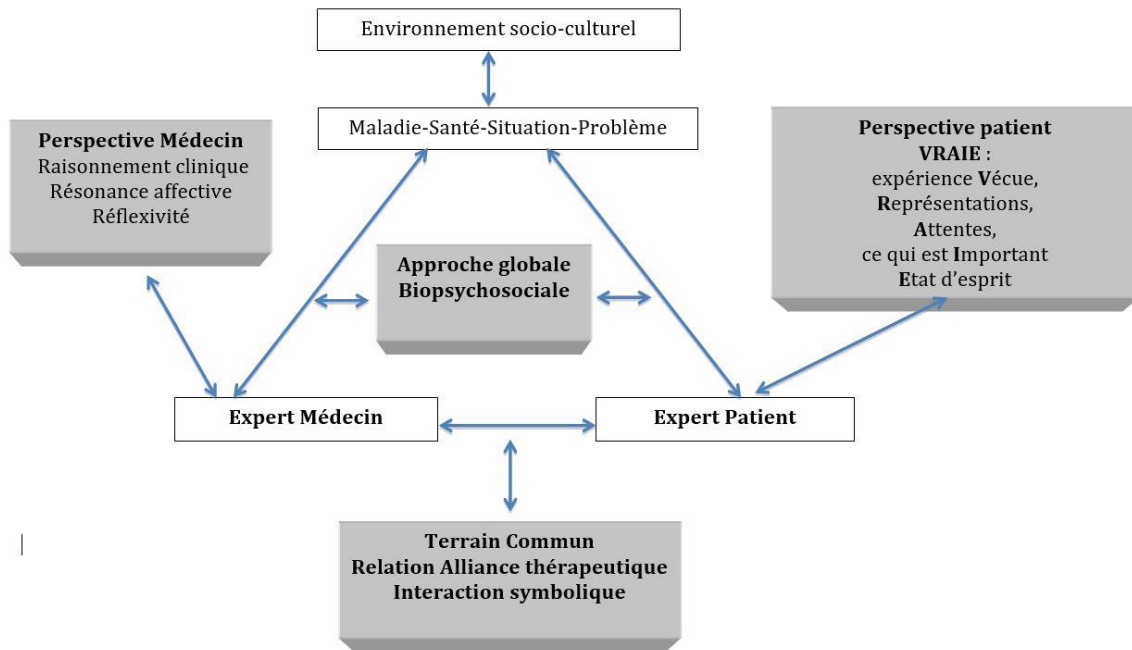 Environnement socio-culturel
Maladie-Santé-Situation-Problème
Perspective Médecin
Raisonnement clinique
Résonance affective
Réflexivité
Perspective patient
VRAIE :
expérience Vécue,
Représentations,
Attentes,
ce qui est Important
Etat d'esprit
Approche globale
Biopsychosociale
Expert Médecin
Expert Patient
Terrain Commun
Relation Alliance thérapeutique
Interaction symbolique